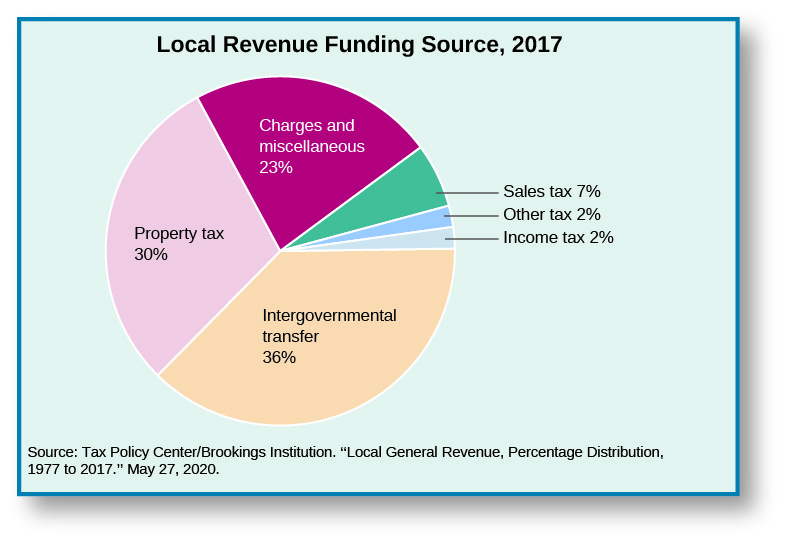 Local Revenue Funding Source, 2017
Charges and
miscellaneous
23%
Sales tax 7%
Other tax 2%
Income tax 2%
Property tax
30%
Intergovernmental
transfer
36%
Source: Tax Policy Center/Brookings Institution. “Local General Revenue, Percentage Distribution,
1977 to 2017.” May 27, 2020.